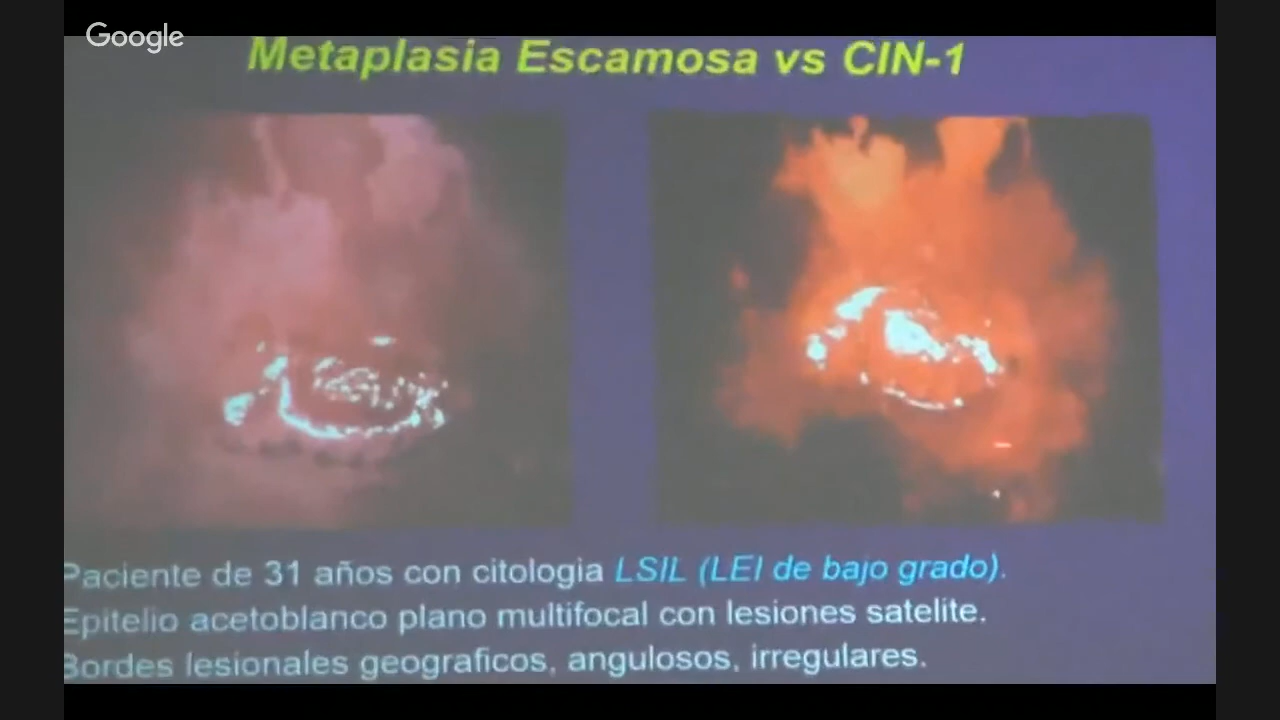 Google
Metaplasia Escamosa vs CIN-1
Paciente de 31 años con citologia LSIL (LEI de bajo grado).
Epitelio acetoblanco plano multifocal con lesiones satelite.
Bordes lesionales geograficos, angulosos, irregulares.